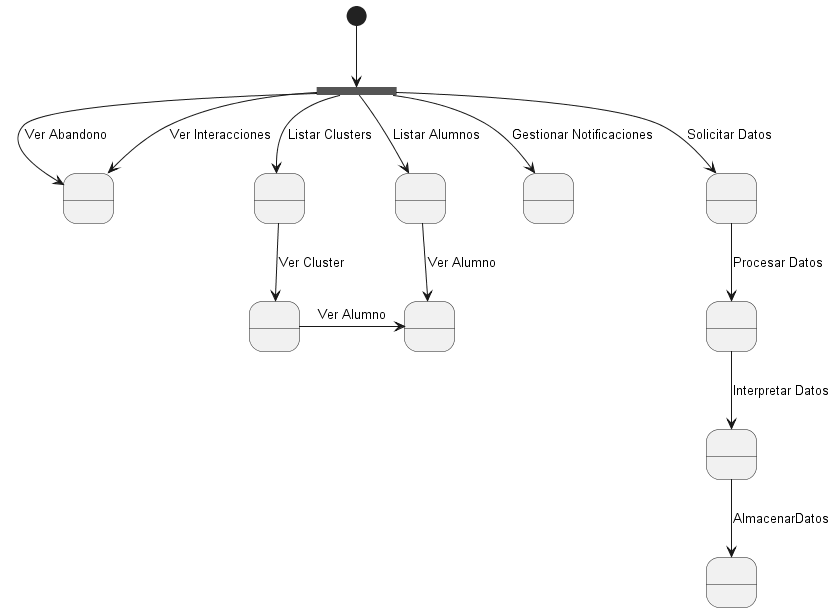 Ver Abandono
Ver Interacciones
Listar Clusters
Listar Alumnos
Gestionar Notificaciones
Solicitar Datos
Ver Cluster
Ver Alumno
Procesar Datos
Ver Alumno
Interpretar Datos
AlmacenarDatos